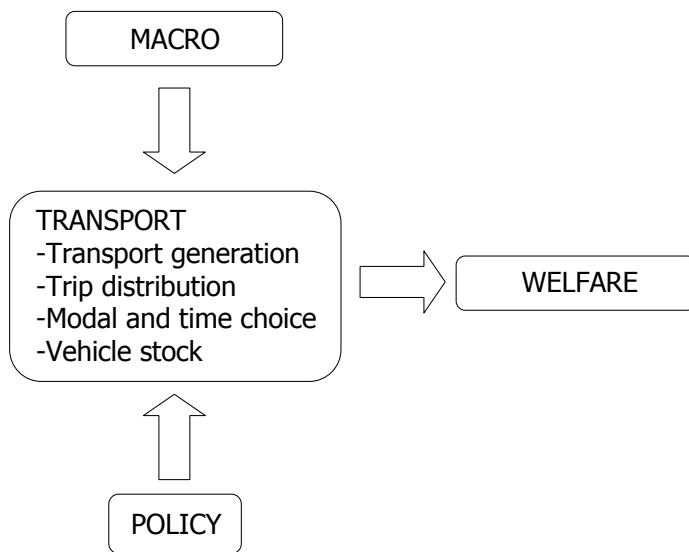 MACRO
TRANSPORT
-Transport generation
-Trip distribution
-Modal and time choice
-Vehicle stock
WELFARE
POLICY